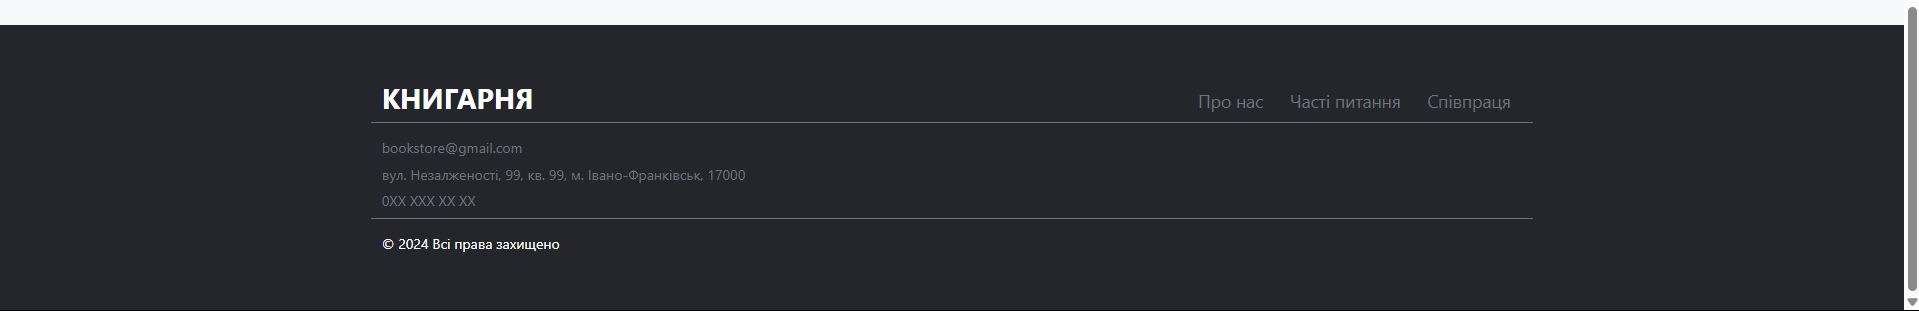 КНИГАРНЯ
Про нас Часті питання Співпраця
bookstore@gmail.com
вул. Незалженості, 99, кв. 99, м. Івано-Франківськ, 17000
0XX XXX XX XX
© 2024 Всі права захищено